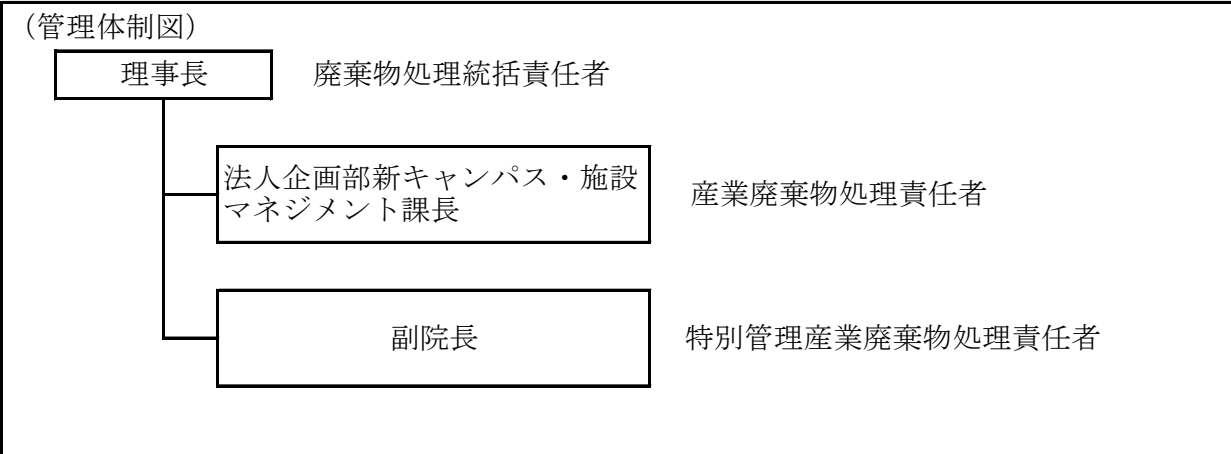 （管理体制図）
理事長　廃棄物処理統括責任者
法人企画部新キャンパス・施設
マネジメント課長
産業廃棄物処理責任者
副院長　特別管理産業廃棄物処理責任者